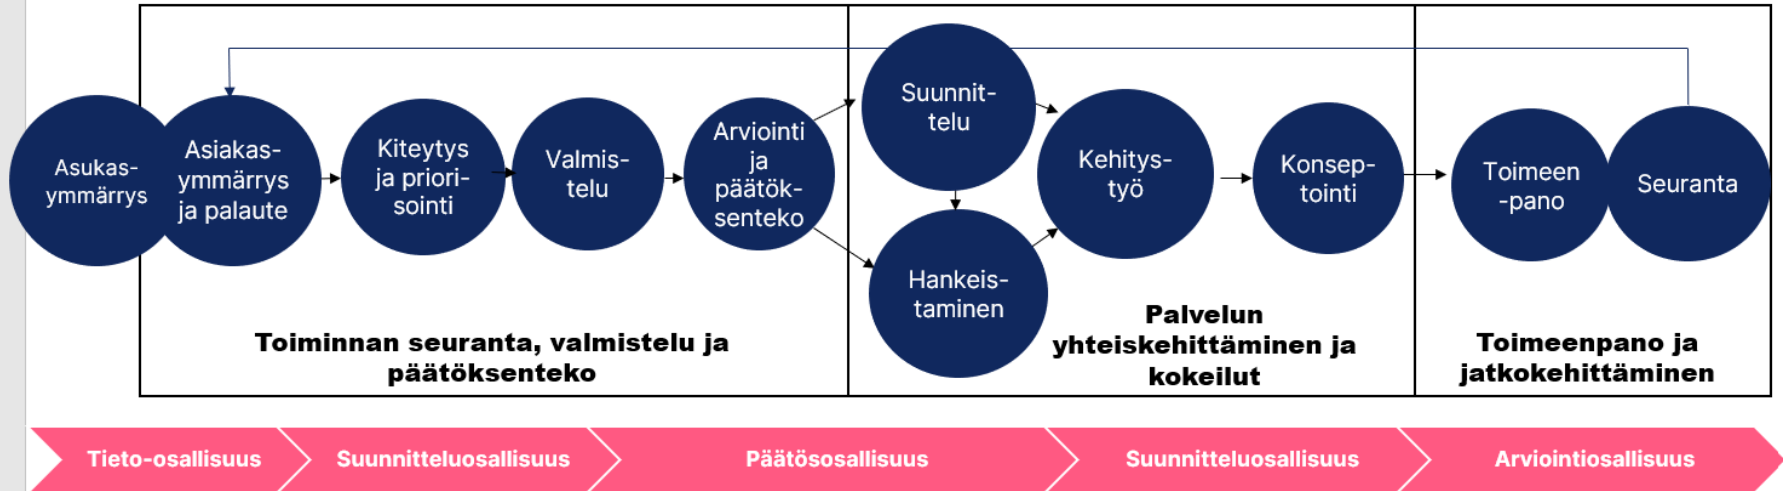 Asukas-
ymmärrys
Asiakas-
ymmärrys
ja palaute
Kiteytys
ja priori-
sointi
Valmis-
telu
Arviointi
ja
päätök-
senteko
Suunnit-
telu
Hankeis-
taminen
Kehitys-
työ
Konsep-
tointi
Toimeen
-pano
Seuranta
Toiminnan seuranta, valmistelu ja
päätöksenteko
Palvelun
yhteiskehittäminen ja
kokeilut
Toimeenpano ja
jatkokehittäminen
Tieto-osallisuus
Suunnitteluosallisuus
Päätösosallisuus
Suunnitteluosallisuus
Arviointiosallisuus